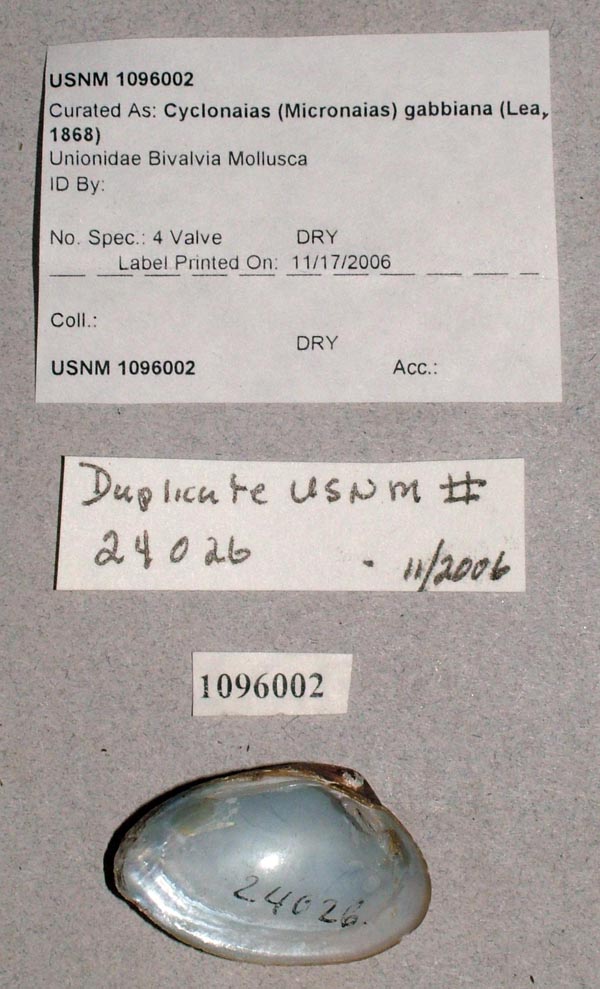 USNM 1096002
Curated As: Cyclonaias (Micronaias) gabbiana (Lea,
1868)
Unionidae Bivalvia Mollusca
ID By:
No. Spec.: 4 Valve DRY
Label Printed On: 11/17/2006
Coll.:
DRY
USNM 1096002 Acc.:
Duplicate USNM #
24026 . 11/2006
1096002
24026.